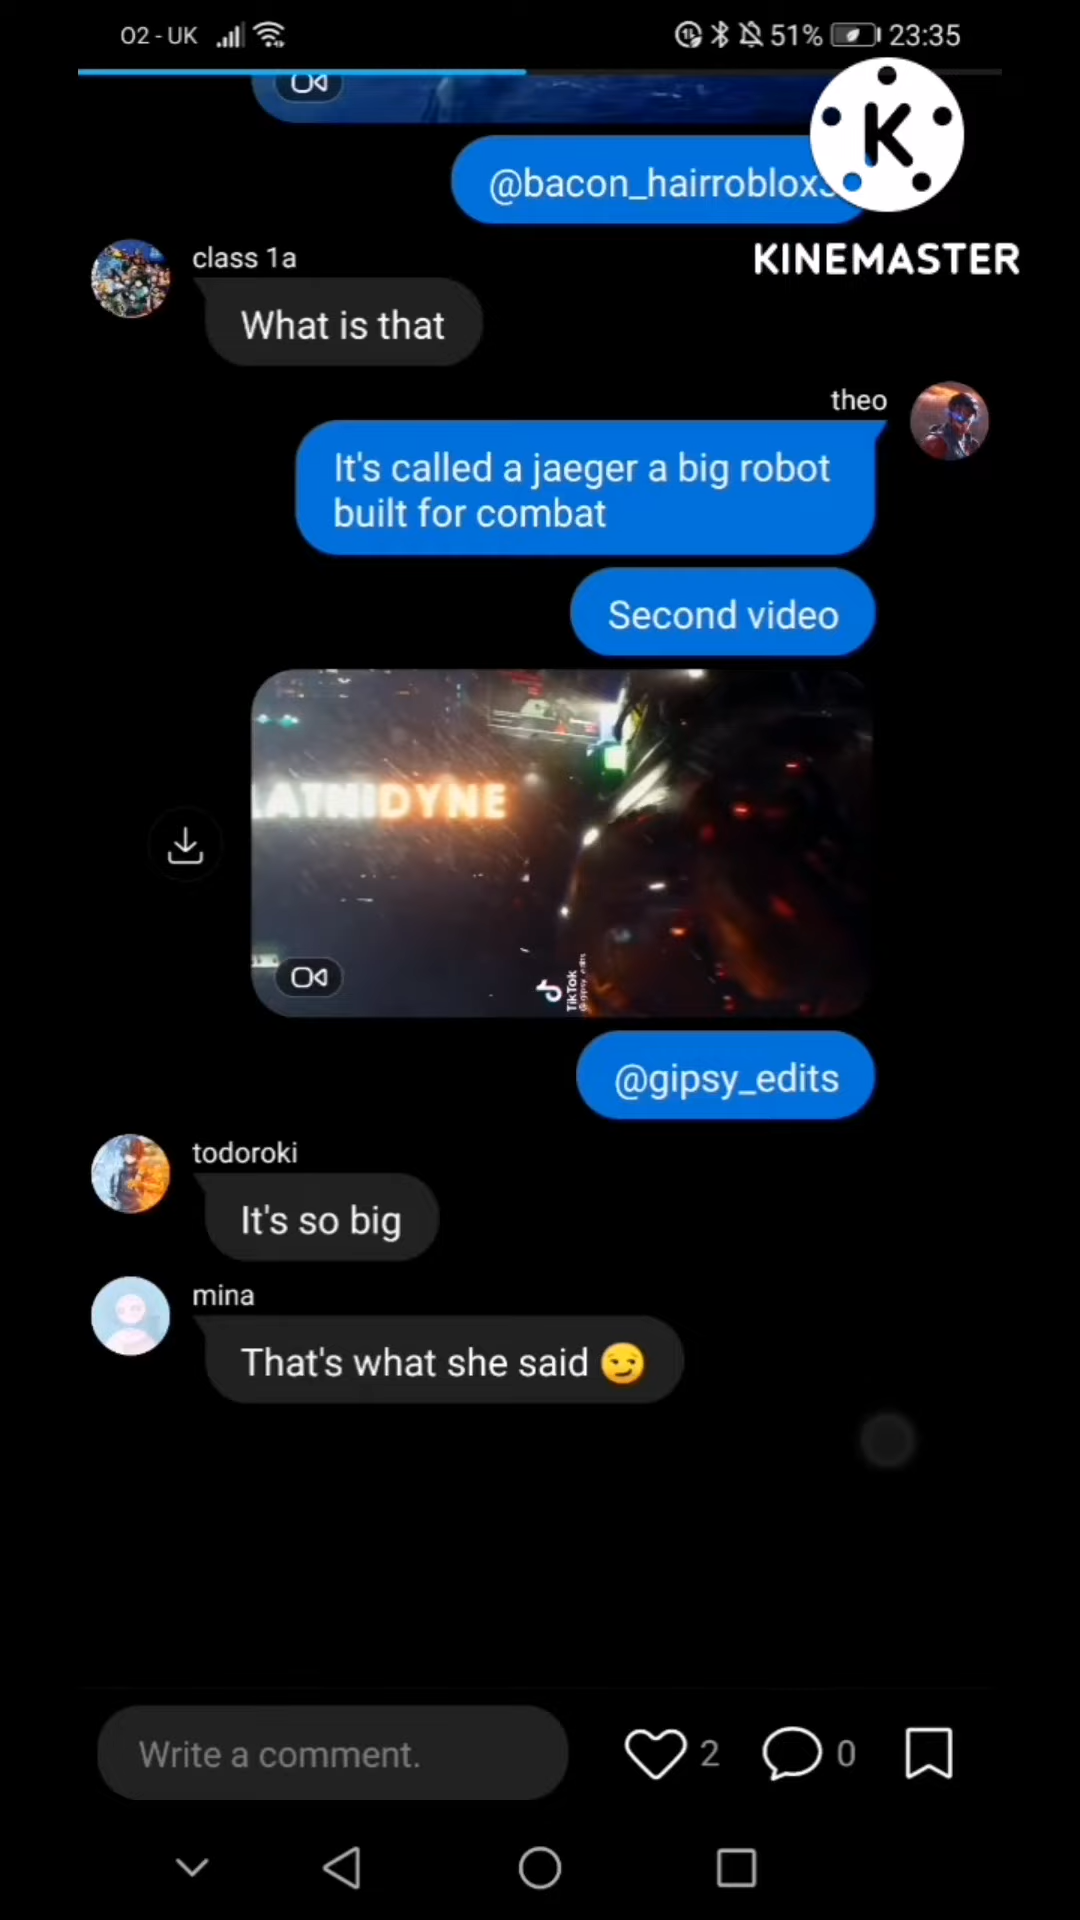 O2 - UK 51% 23:35
@bacon_hairroblox
K
KINEMASTER
class 1a
What is that
theo
It's called a jaeger a big robot
built for combat
Second video
ATNIDYNE
TikTok
@gipsy_edits
@gipsy_edits
todoroki
It's so big
mina
That's what she said 😏
Write a comment.
2
0